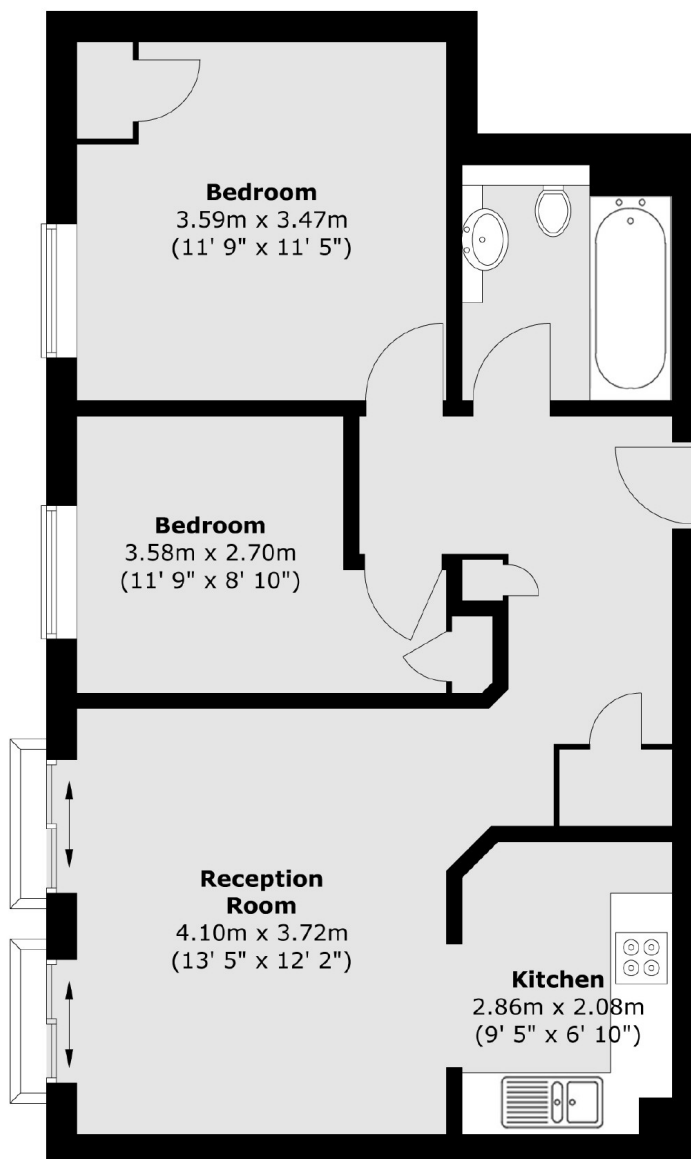 Bedroom
3.59m x 3.47m
(11' 9" x 11' 5")
Bedroom
3.58m x 2.70m
(11' 9" x 8' 10")
Reception
Room
4.10m x 3.72m
(13' 5" x 12' 2")
Kitchen
2.86m x 2.08m
(9' 5" x 6' 10")